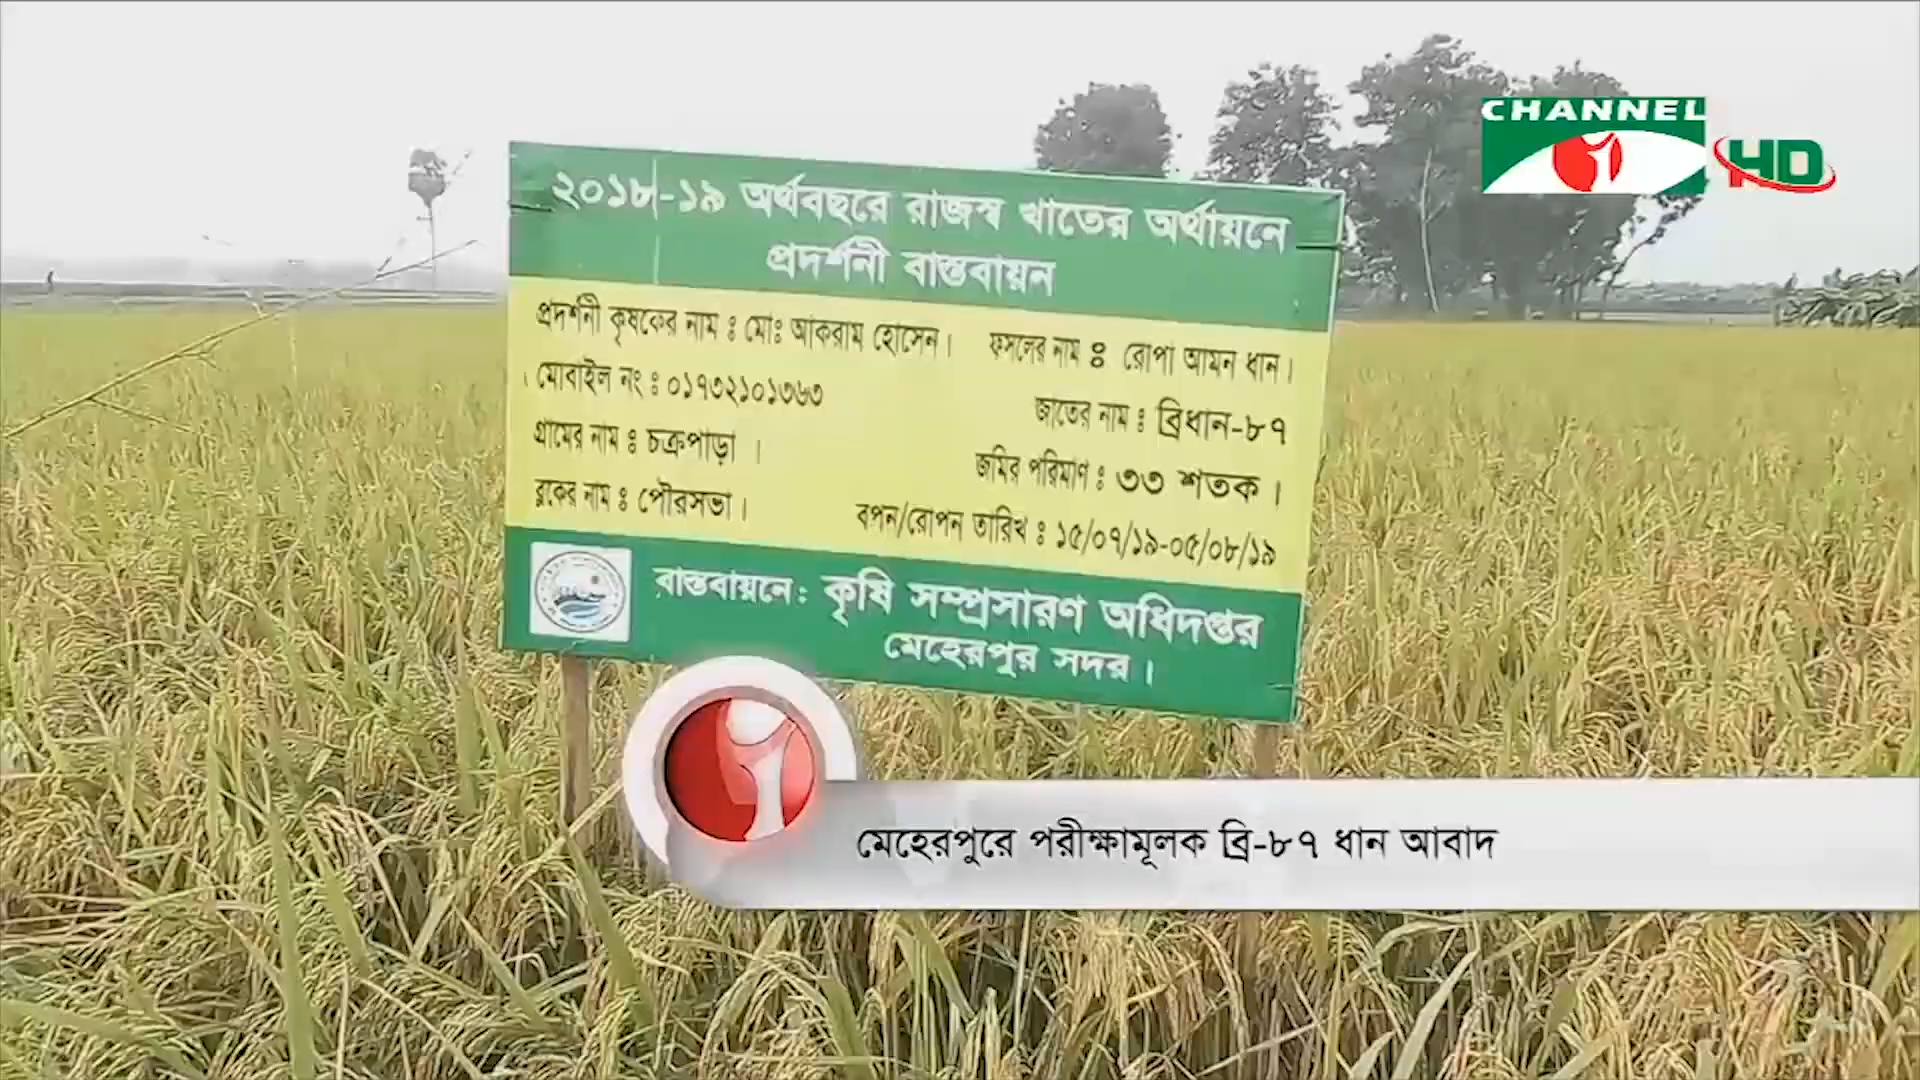 CHANNEL
i HD
২০১৮-১৯ অর্থবছরে রাজস্ব খাতের অর্থায়নে
প্রদর্শনী বাস্তবায়ন
প্রদর্শনী কৃষকের নাম ঃ মোঃ আকরাম হোসেন।
মোবাইল নং ঃ ০১৭৩২১০১৩৬৩
গ্রামের নাম ঃ চক্রপাড়া ।
ব্লকের নাম ঃ পৌরসভা।
ফসলের নাম ঃ রোপা আমন ধান।
জাতের নাম ঃ ব্রিধান-৮৭
জমির পরিমাণ ঃ ৩৩ শতক।
বপন/রোপন তারিখ ঃ ১৫/০৭/১৯-০৫/০৮/১৯
বাস্তবায়নে: কৃষি সম্প্রসারণ অধিদপ্তর
মেহেরপুর সদর।
মেহেরপুরে পরীক্ষামূলক ব্রি-৮৭ ধান আবাদ